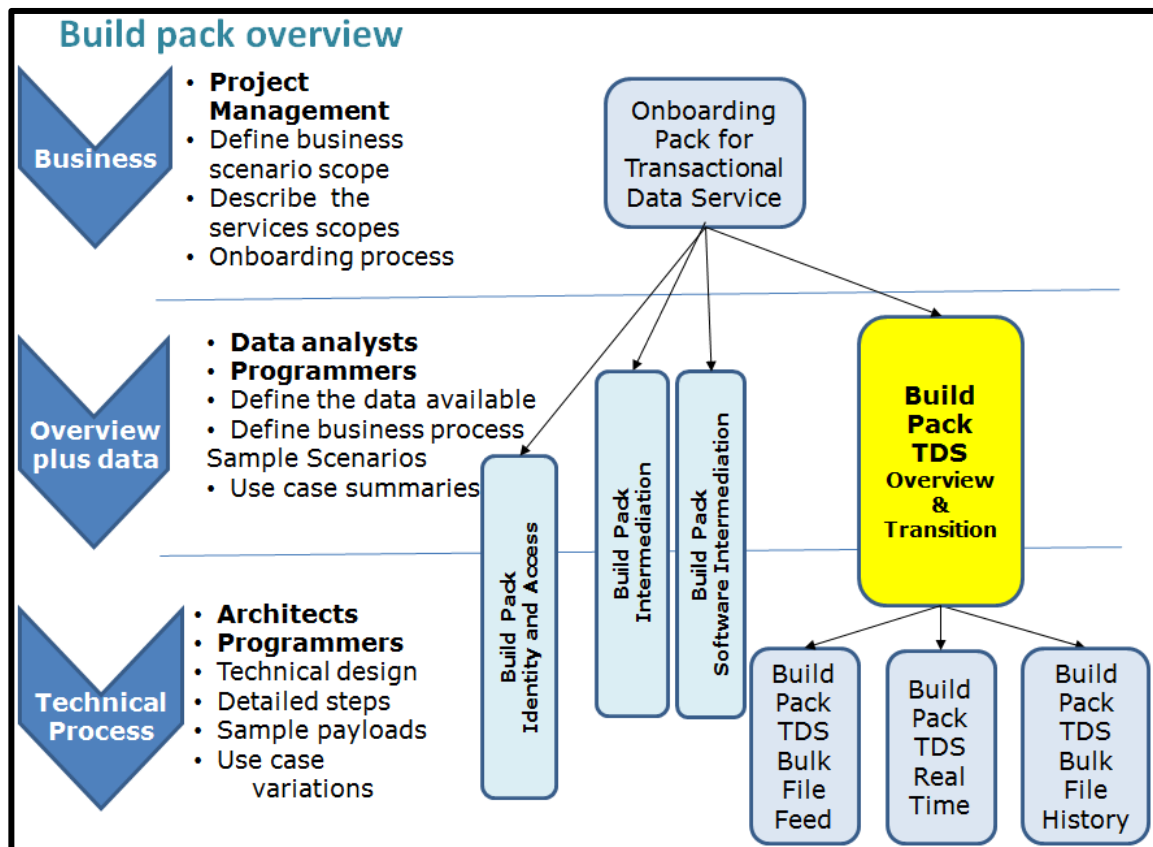 Build pack overview
Business
• Project
Management
• Define business
scenario scope
• Describe the
services scopes
• Onboarding process
Onboarding
Pack for
Transactional
Data Service
Overview
plus data
• Data analysts
• Programmers
• Define the data available
• Define business process
Sample Scenarios
• Use case summaries
Build Pack
Identity and Access
Build Pack
Intermediation
Build Pack
Software Intermediation
Build
Pack
TDS
Overview
&
Transition
Technical
Process
• Architects
• Programmers
• Technical design
• Detailed steps
• Sample payloads
• Use case
variations
Build
Pack
TDS
Bulk
File
Feed
Build
Pack
TDS
Real
Time
Build
Pack
TDS
Bulk
File
History